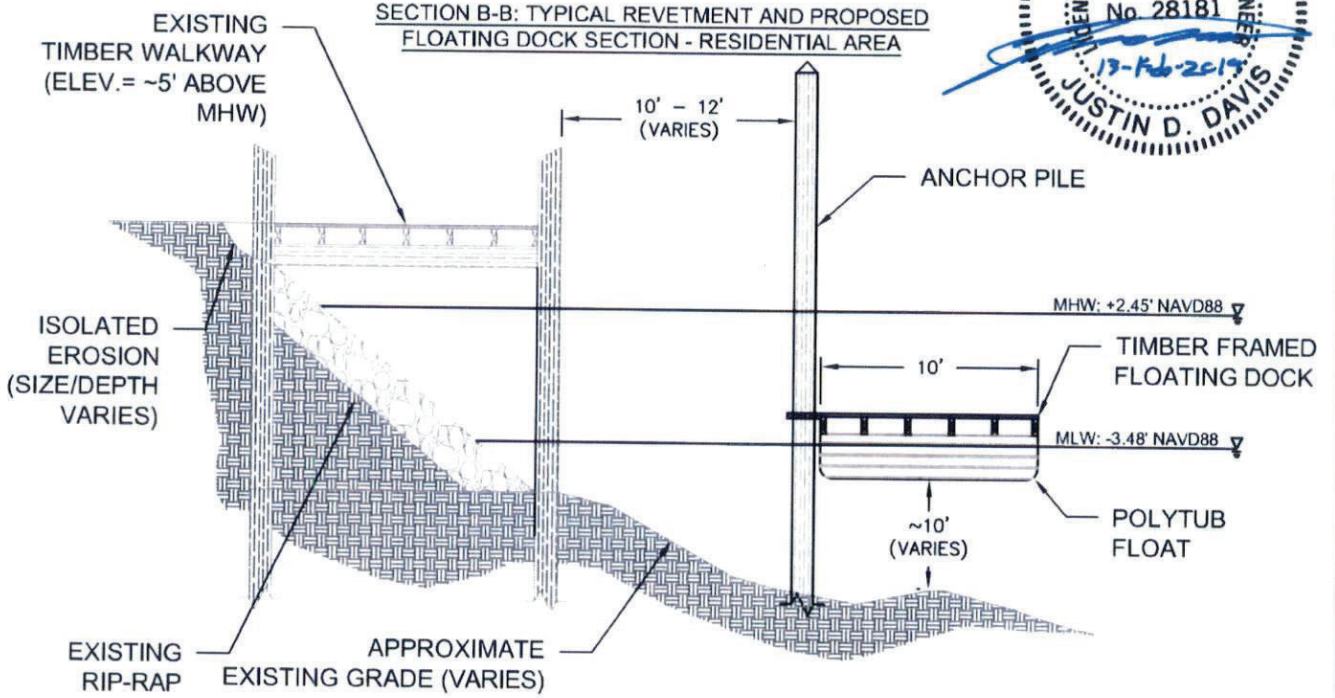 SECTION B-B: TYPICAL REVETMENT AND PROPOSED
FLOATING DOCK SECTION - RESIDENTIAL AREA
No. 28181
13-Feb-2019
JUSTIN D. DAVIS
EXISTING
TIMBER WALKWAY
(ELEV.= ~5' ABOVE
MHW)
10' - 12'
(VARIES)
ANCHOR PILE
MHW: +2.45' NAVD88
ISOLATED
EROSION
(SIZE/DEPTH
VARIES)
10'
TIMBER FRAMED
FLOATING DOCK
MLW: -3.48' NAVD88
~10'
(VARIES)
POLYTUB
FLOAT
EXISTING
RIP-RAP
APPROXIMATE
EXISTING GRADE (VARIES)